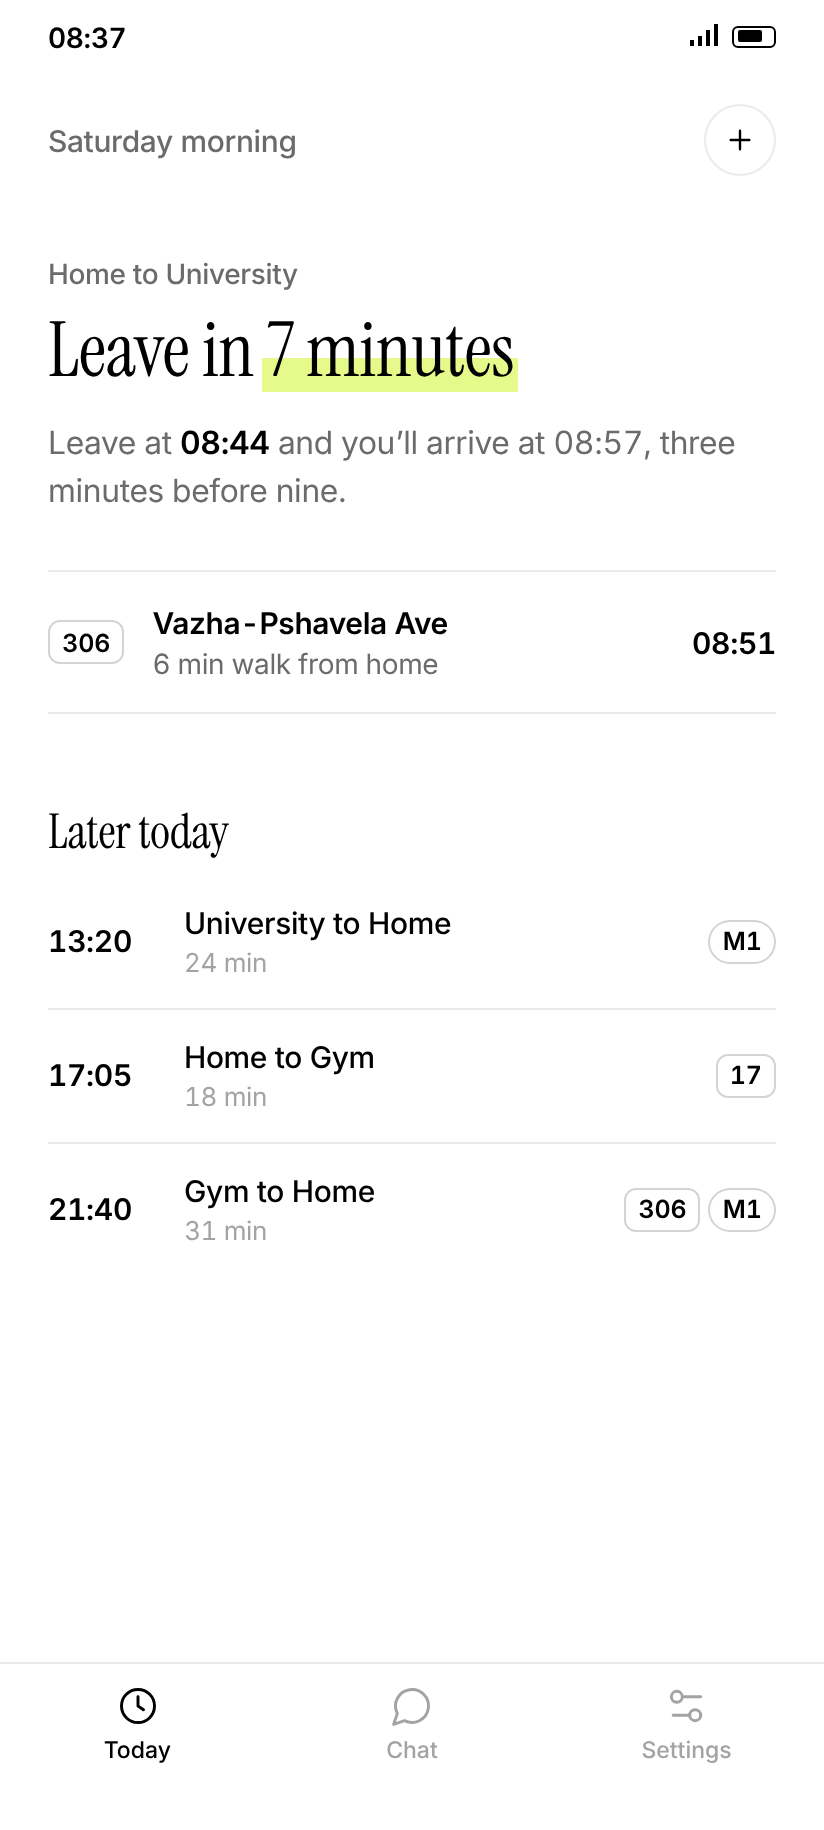 08:37
Saturday morning
Home to University
Leave in 7 minutes
Leave at 08:44 and you’ll arrive at 08:57, three
minutes before nine.
306
Vazha-Pshavela Ave
6 min walk from home
08:51
Later today
13:20
University to Home
24 min
M1
17:05
Home to Gym
18 min
17
21:40
Gym to Home
31 min
306
M1
Today
Chat
Settings